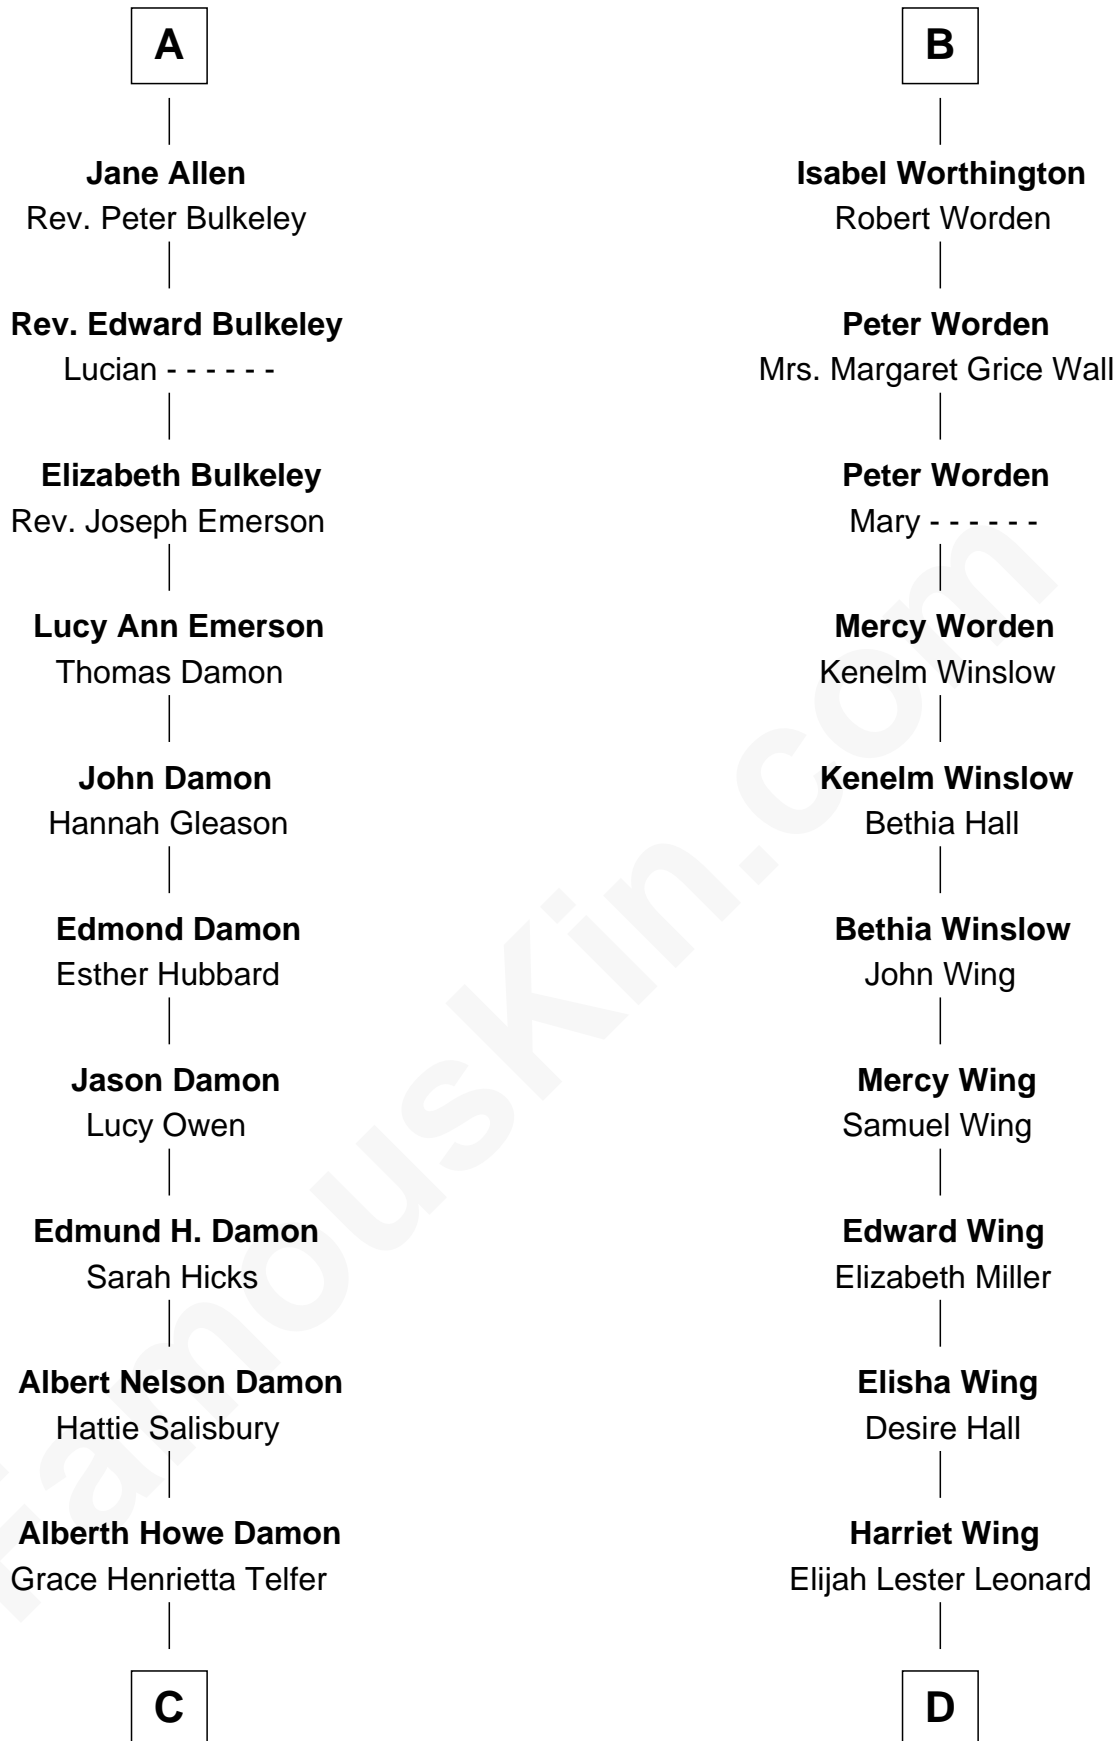 A
Jane Allen
Rev. Peter Bulkeley
Rev. Edward Bulkeley
Lucian - - - - - -
Elizabeth Bulkeley
Rev. Joseph Emerson
Lucy Ann Emerson
Thomas Damon
John Damon
Hannah Gleason
Edmond Damon
Esther Hubbard
Jason Damon
Lucy Owen
Edmund H. Damon
Sarah Hicks
Albert Nelson Damon
Hattie Salisbury
Alberth Howe Damon
Grace Henrietta Telfer
C
B
Isabel Worthington
Robert Worden
Peter Worden
Mrs. Margaret Grice Wall
Peter Worden
Mary - - - - - -
Mercy Worden
Kenelm Winslow
Kenelm Winslow
Bethia Hall
Bethia Winslow
John Wing
Mercy Wing
Samuel Wing
Edward Wing
Elizabeth Miller
Elisha Wing
Desire Hall
Harriet Wing
Elijah Lester Leonard
D
FamousKin.com